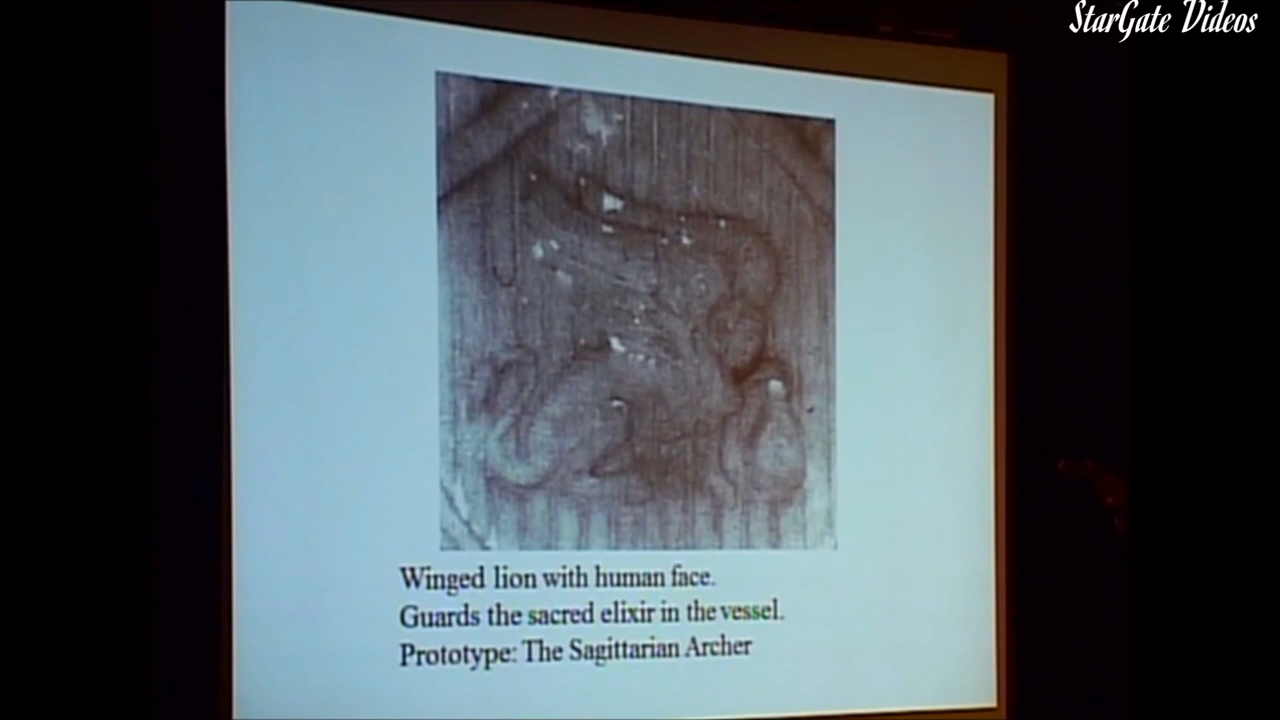 StarGate Videos
Winged lion with human face.
Guards the sacred elixir in the vessel.
Prototype: The Sagittarian Archer